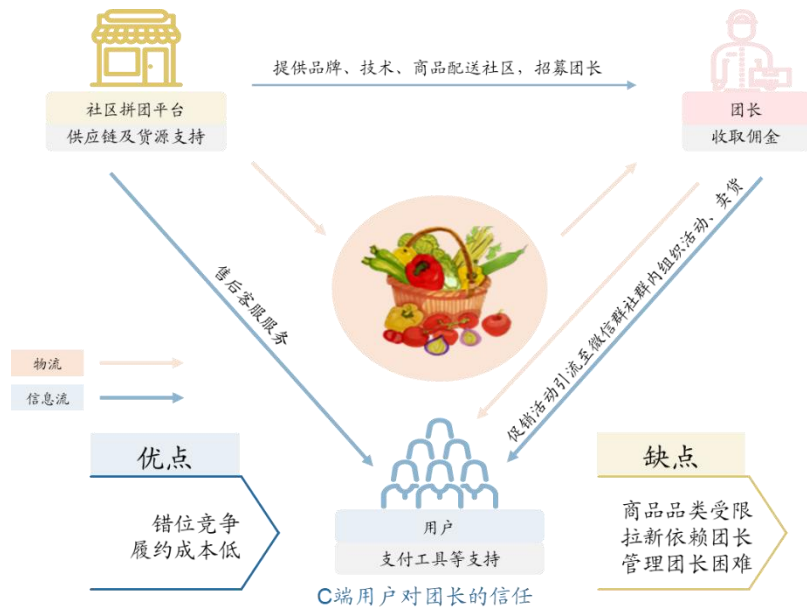 提供品牌、技术、商品配送社区，招募团长
社区拼团平台
供应链及货源支持
团长
收取佣金
售后客服服务
促销活动引流至微信群社群内组织活动、卖货
物流
信息流
优点
错位竞争
履约成本低
用户
支付工具等支持
C端用户对团长的信任
缺点
商品品类受限
拉新依赖团长
管理团长困难